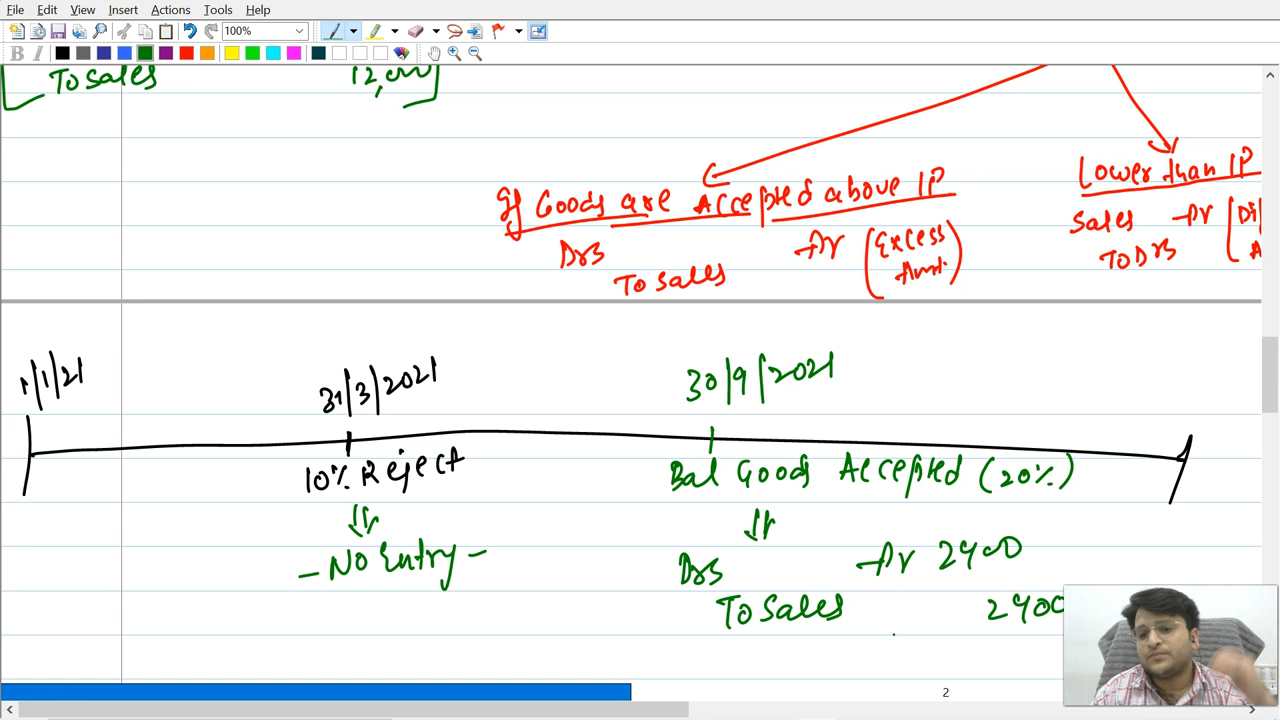 File Edit View Insert Actions Tools Help
100%
B I
To sales 12,000
If Goods are Accepted above IP
Drs Dr (Excess Amt.)
To sales
Lower than IP
Sales Dr
To Drs
1/1/21
31/3/2021
30/9/2021
10% Reject
Bal Goods Accepted (20%)
- No Entry -
Drs Dr 2400
To Sales 2400
2